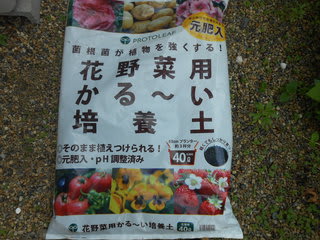 PROTOLEAF
元肥入
菌根菌が植物を強くする!
花野菜用
かる〜い
培養土
そのまま植えつけられる!
元肥入・pH調整済み
40
花野菜用かる〜い培養土
40